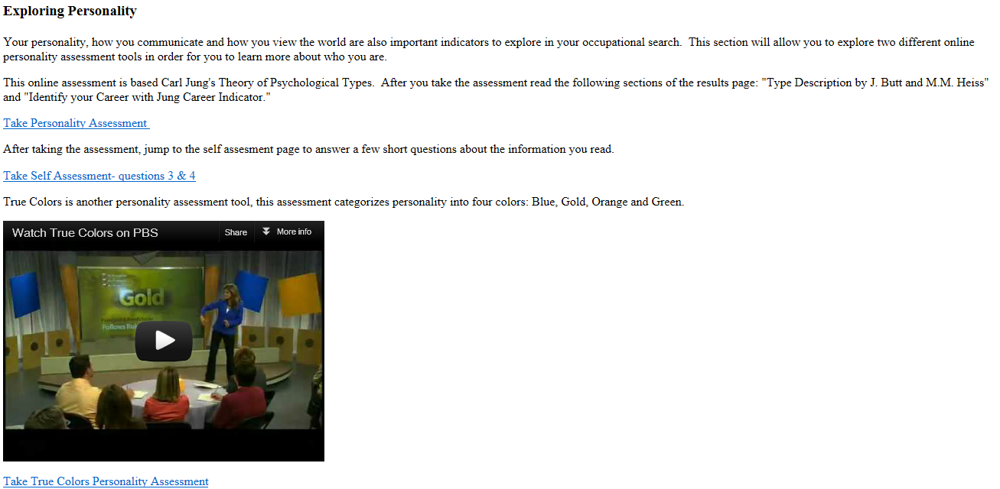 Exploring Personality
Your personality, how you communicate and how you view the world are also important indicators to explore in your occupational search.  This section will allow you to explore two different online
personality assessment tools in order for you to learn more about who you are.
This online assessment is based Carl Jung's Theory of Psychological Types.  After you take the assessment read the following sections of the results page: "Type Description by J. Butt and M.M. Heiss"
and "Identify your Career with Jung Career Indicator."
Take Personality Assessment
After taking the assessment, jump to the self assesment page to answer a few short questions about the information you read.
Take Self Assessment- questions 3 & 4
True Colors is another personality assessment tool, this assessment categorizes personality into four colors: Blue, Gold, Orange and Green.
Watch True Colors on PBS Share More info
Gold
Follows
Take True Colors Personality Assessment